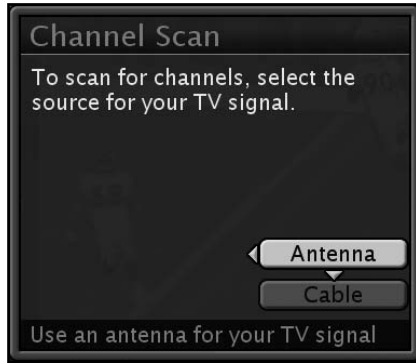 Channel Scan
To scan for channels, select the
source for your TV signal.
Antenna
Cable
Use an antenna for your TV signal